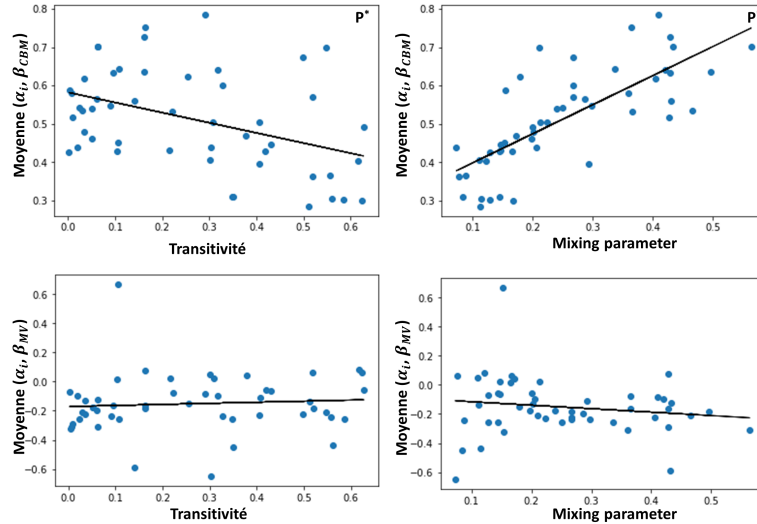 P*
Moyenne (αᵢ, β_CBM)
0.8
0.7
0.6
0.5
0.4
0.3
0.0 0.1 0.2 0.3 0.4 0.5 0.6
Transitivité
P
Moyenne (αᵢ, β_CBM)
0.8
0.7
0.6
0.5
0.4
0.3
0.1 0.2 0.3 0.4 0.5
Mixing parameter
Moyenne (αᵢ, β_MV)
0.6
0.4
0.2
0.0
−0.2
−0.4
−0.6
0.0 0.1 0.2 0.3 0.4 0.5 0.6
Transitivité
Moyenne (αᵢ, β_MV)
0.6
0.4
0.2
0.0
−0.2
−0.4
−0.6
0.1 0.2 0.3 0.4 0.5
Mixing parameter